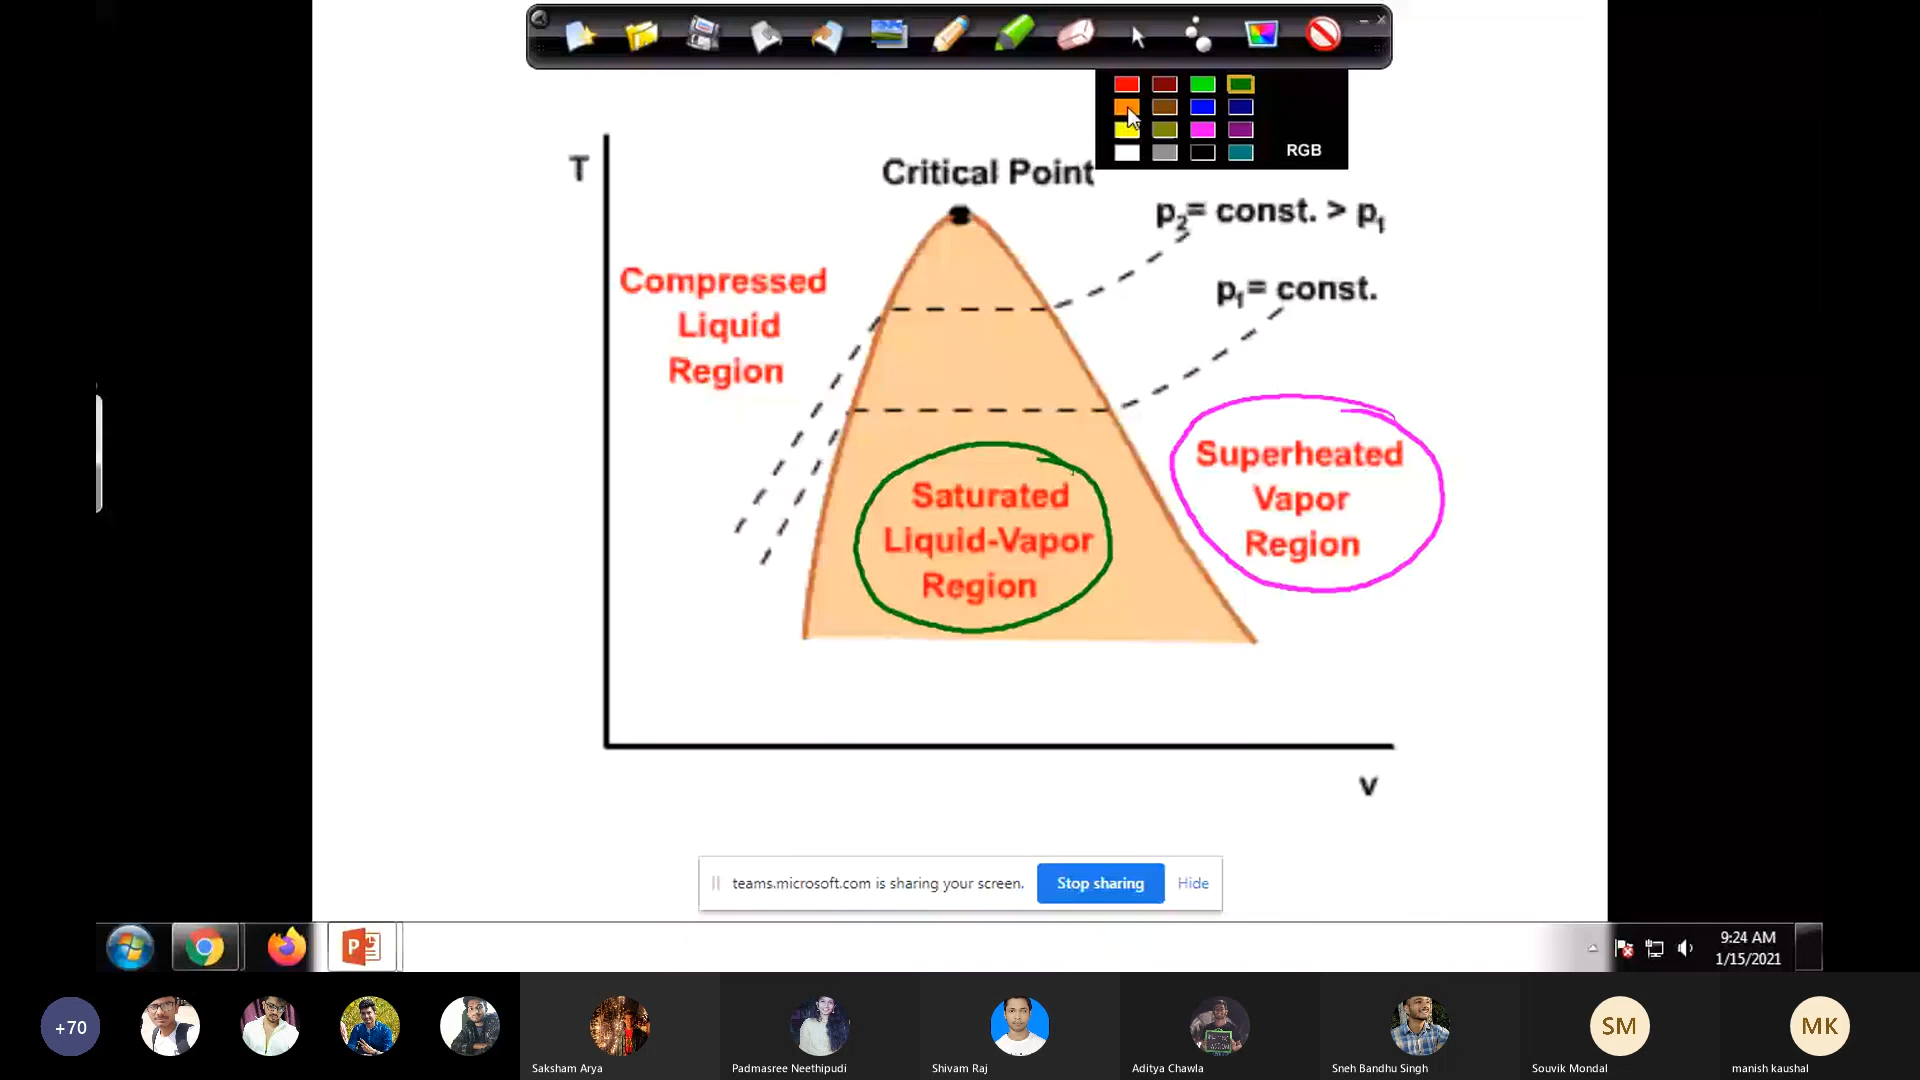 RGB
T
Critical Point
p2= const. > p1
p1= const.
Compressed
Liquid
Region
Saturated
Liquid-Vapor
Region
Superheated
Vapor
Region
v
teams.microsoft.com is sharing your screen.
Stop sharing
Hide
9:24 AM
1/15/2021
+70
SM
MK
Saksham Arya
Padmasree Neethipudi
Shivam Raj
Aditya Chawla
Sneh Bandhu Singh
Souvik Mondal
manish kaushal